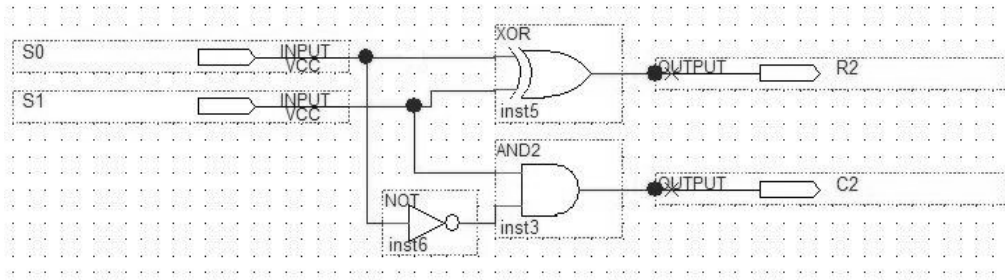 XOR
S0 INPUT VCC
OUTPUT R2
S1 INPUT VCC
inst5
AND2
OUTPUT C2
NOT
inst3
inst6